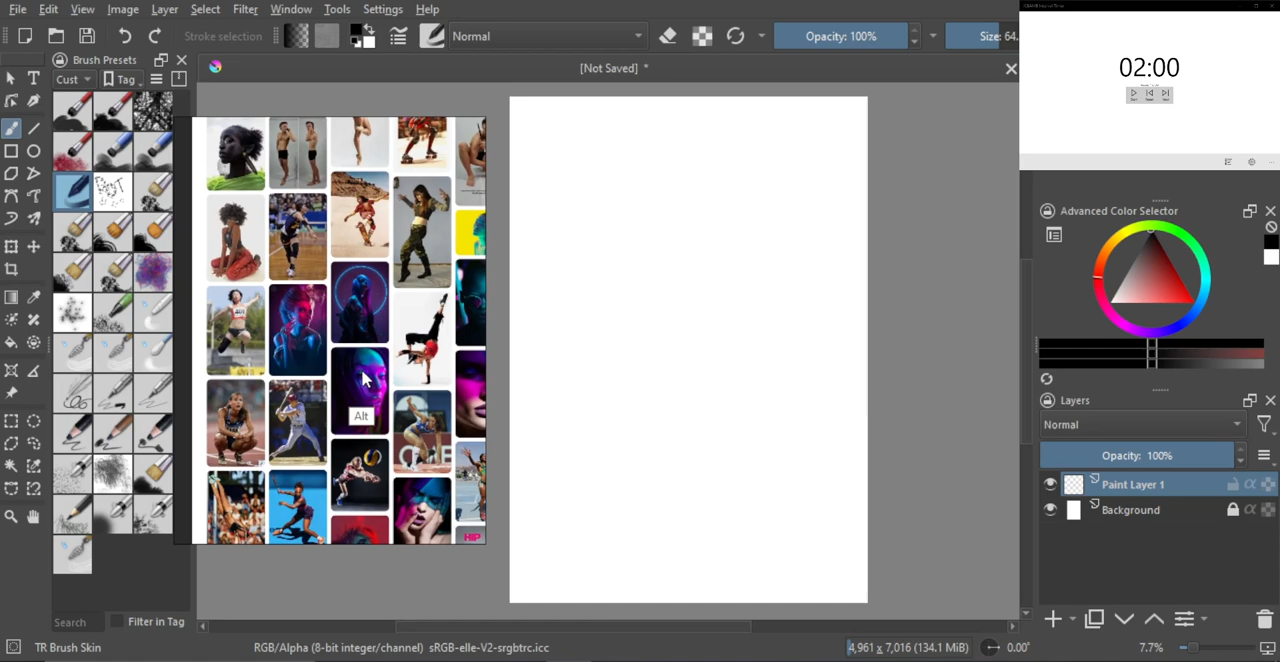 File Edit View Image Layer Select Filter Window Tools Settings Help
Stroke selection
Normal
Opacity: 100%
Size: 64.
02:00
Brush Presets
Cust
Tag
[Not Saved] *
Alt
HIP
Advanced Color Selector
Layers
Normal
Opacity: 100%
Paint Layer 1
Background
Search
Filter in Tag
TR Brush Skin
RGB/Alpha (8-bit integer/channel) sRGB-elle-V2-srgbtrc.icc
4,961 x 7,016 (134.1 MiB)
0.00°
7.7%